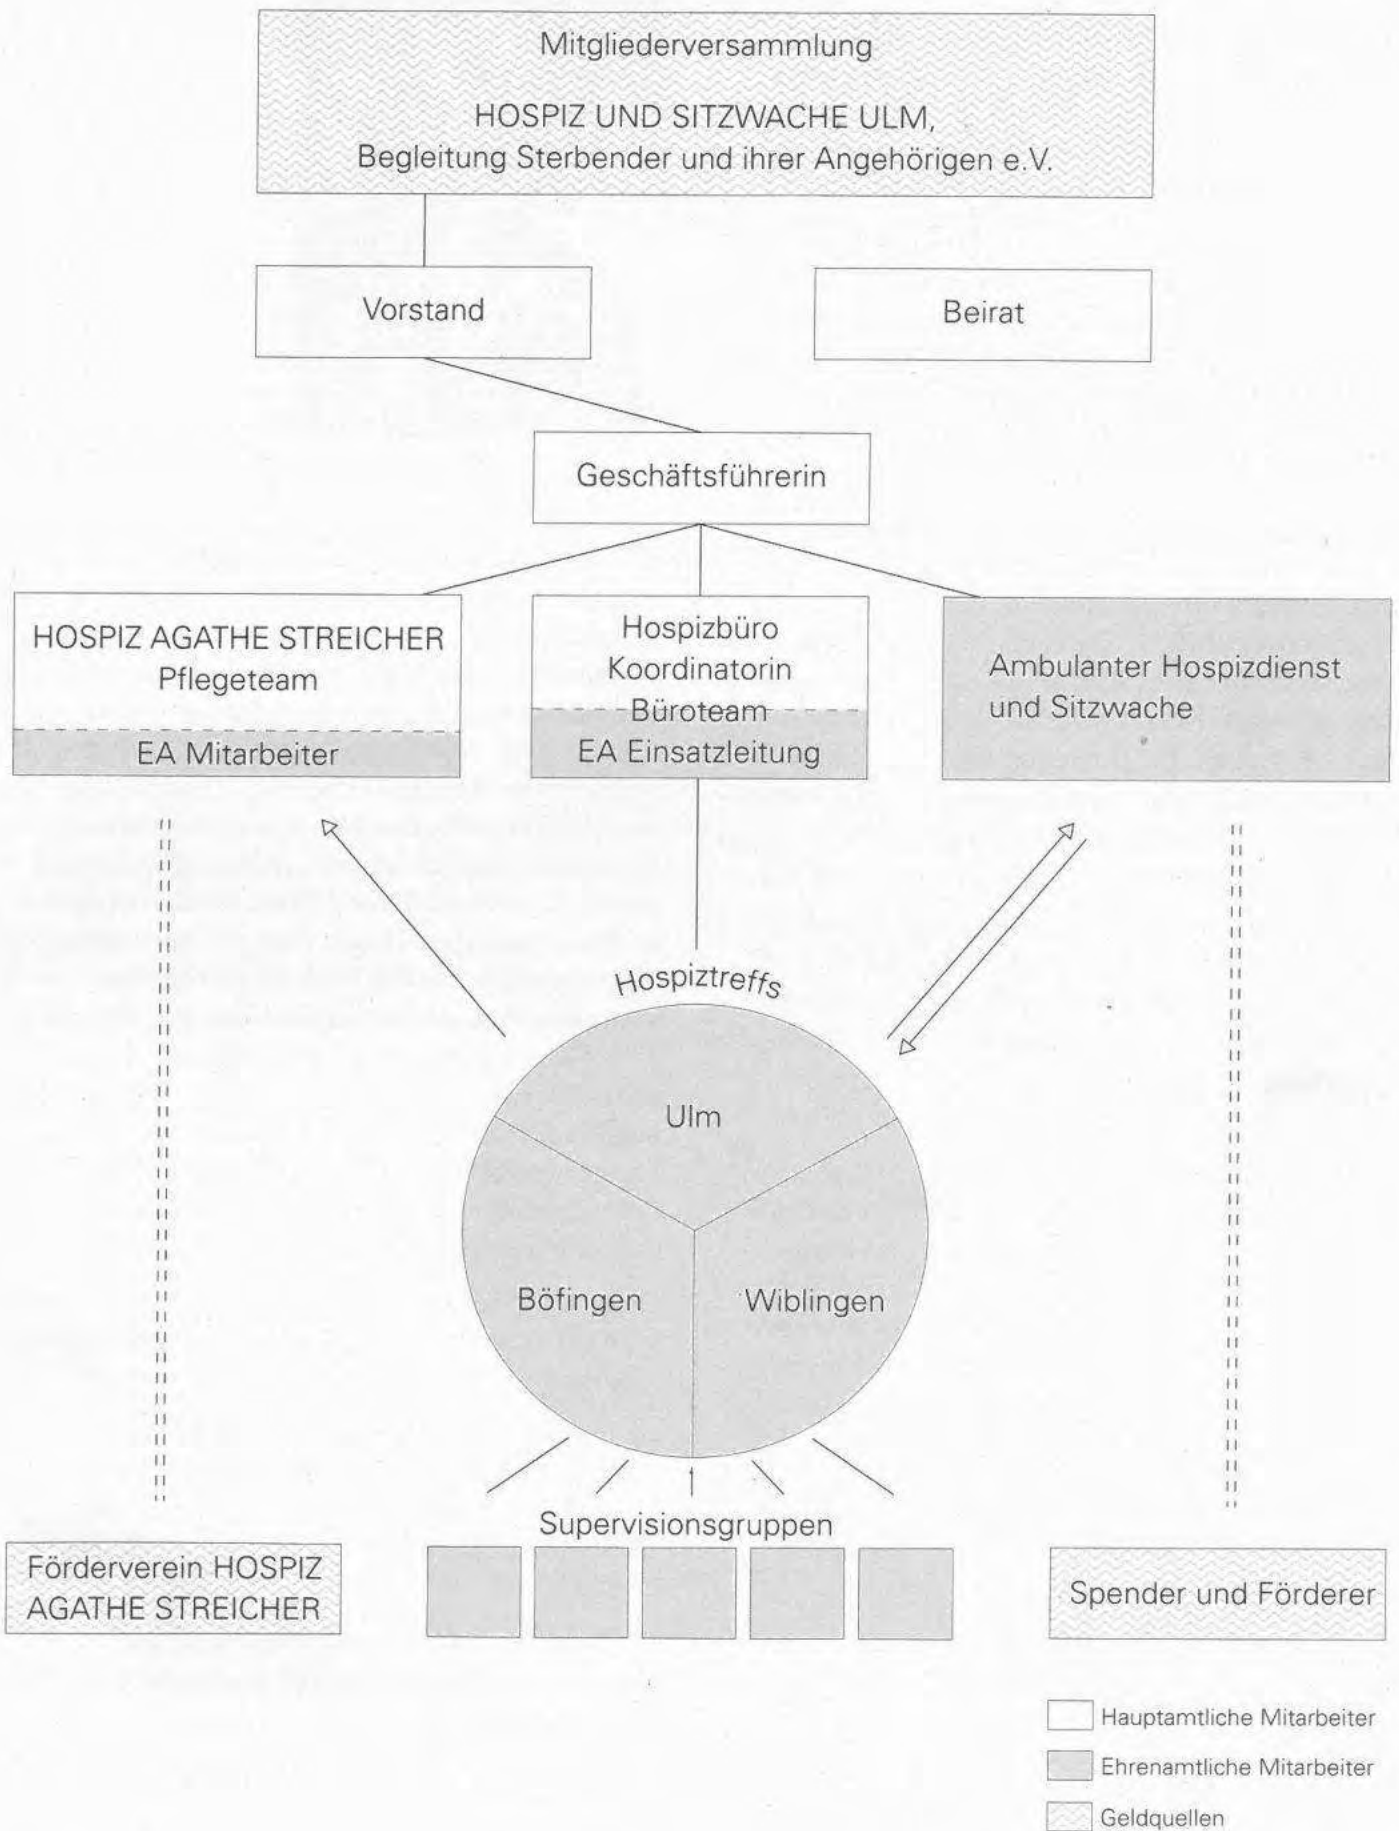 Mitgliederversammlung
HOSPIZ UND SITZWACHE ULM,
Begleitung Sterbender und ihrer Angehörigen e.V.
Vorstand
Beirat
Geschäftsführerin
HOSPIZ AGATHE STREICHER
Pflegeteam
EA Mitarbeiter
Hospizbüro
Koordinatorin
Büroteam
EA Einsatzleitung
Ambulanter Hospizdienst
und Sitzwache
Hospiztreffs
Ulm
Böfingen
Wiblingen
Supervisionsgruppen
Förderverein HOSPIZ
AGATHE STREICHER
Spender und Förderer
Hauptamtliche Mitarbeiter
Ehrenamtliche Mitarbeiter
Geldquellen